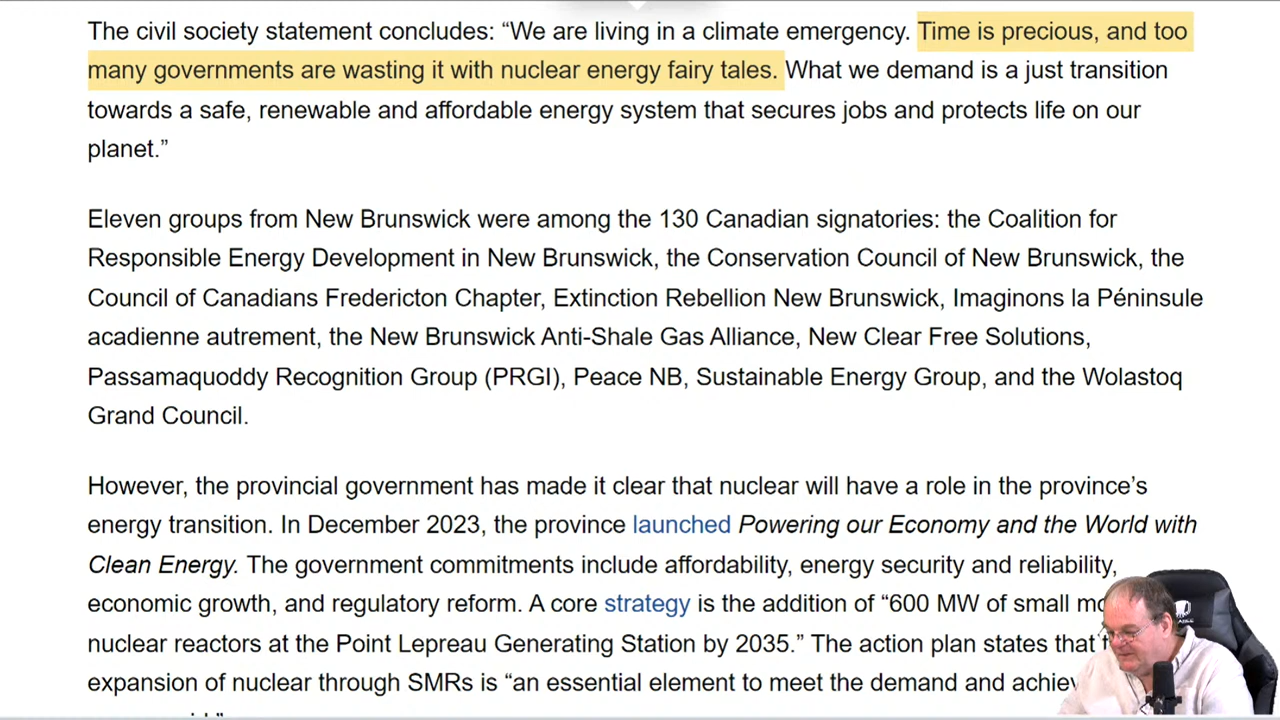 The civil society statement concludes: “We are living in a climate emergency. Time is precious, and too
many governments are wasting it with nuclear energy fairy tales. What we demand is a just transition
towards a safe, renewable and affordable energy system that secures jobs and protects life on our
planet.”
Eleven groups from New Brunswick were among the 130 Canadian signatories: the Coalition for
Responsible Energy Development in New Brunswick, the Conservation Council of New Brunswick, the
Council of Canadians Fredericton Chapter, Extinction Rebellion New Brunswick, Imaginons la Péninsule
acadienne autrement, the New Brunswick Anti-Shale Gas Alliance, New Clear Free Solutions,
Passamaquoddy Recognition Group (PRGI), Peace NB, Sustainable Energy Group, and the Wolastoq
Grand Council.
However, the provincial government has made it clear that nuclear will have a role in the province’s
energy transition. In December 2023, the province launched Powering our Economy and the World with
Clean Energy. The government commitments include affordability, energy security and reliability,
economic growth, and regulatory reform. A core strategy is the addition of “600 MW of small
nuclear reactors at the Point Lepreau Generating Station by 2035.” The action plan states that
expansion of nuclear through SMRs is “an essential element to meet the demand and